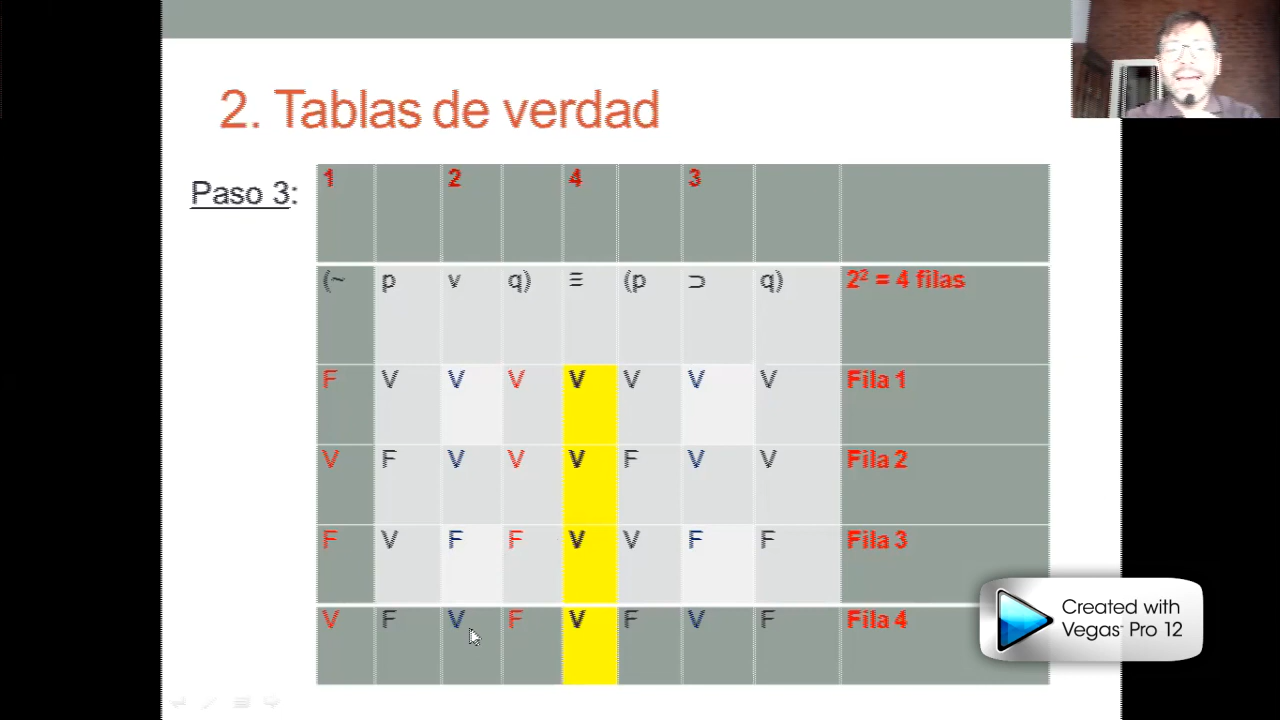 2. Tablas de verdad
Paso 3:
1 2 4 3
(~ p v q) ≡ (p ⊃ q) 2² = 4 filas
F V V V V V V V Fila 1
V F V V V F V V Fila 2
F V F F V V F F Fila 3
V F V F V F V F Fila 4
Created with
Vegas™ Pro 12